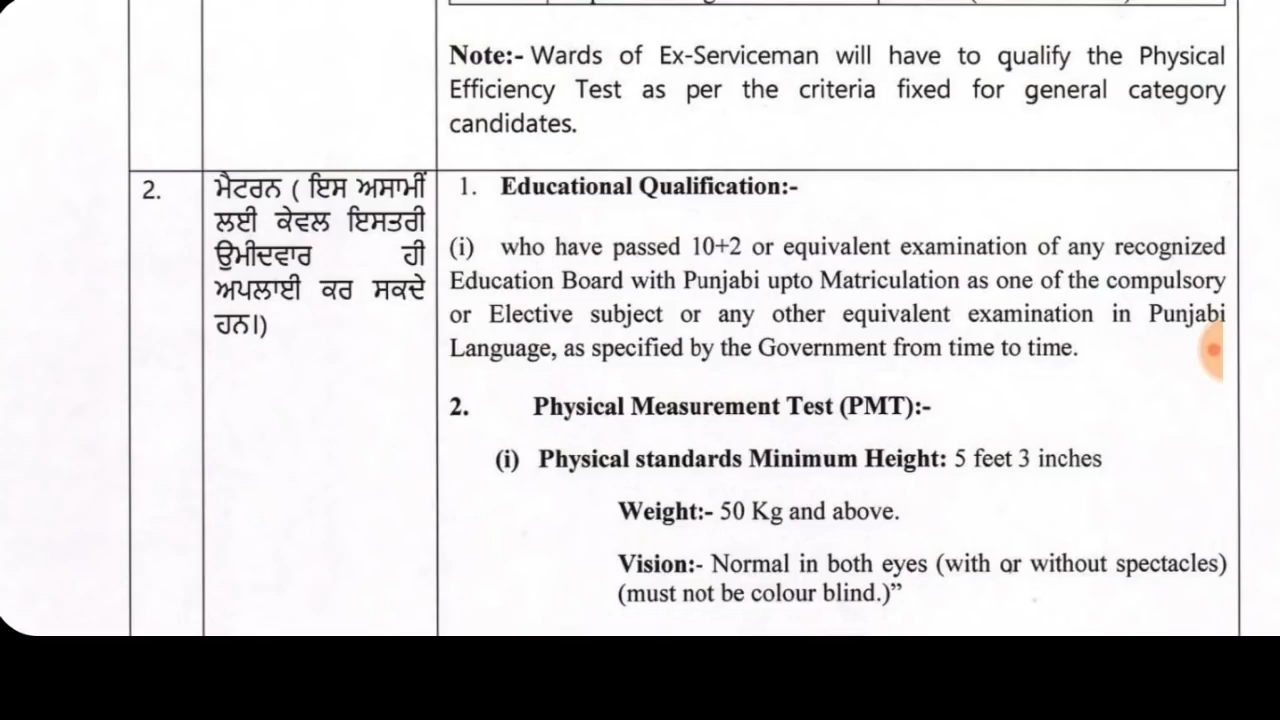 Note:- Wards of Ex-Serviceman will have to qualify the Physical
Efficiency Test as per the criteria fixed for general category
candidates.
2.
ਮੈਟਰਨ ( ਇਸ ਅਸਾਮੀਂ
ਲਈ ਕੇਵਲ ਇਸਤਰੀ
ਉਮੀਦਵਾਰ ਹੀ
ਅਪਲਾਈ ਕਰ ਸਕਦੇ
ਹਨ।)
1. Educational Qualification:-
(i) who have passed 10+2 or equivalent examination of any recognized
Education Board with Punjabi upto Matriculation as one of the compulsory
or Elective subject or any other equivalent examination in Punjabi
Language, as specified by the Government from time to time.
2. Physical Measurement Test (PMT):-
(i) Physical standards Minimum Height: 5 feet 3 inches
Weight:- 50 Kg and above.
Vision:- Normal in both eyes (with or without spectacles)
(must not be colour blind.)”